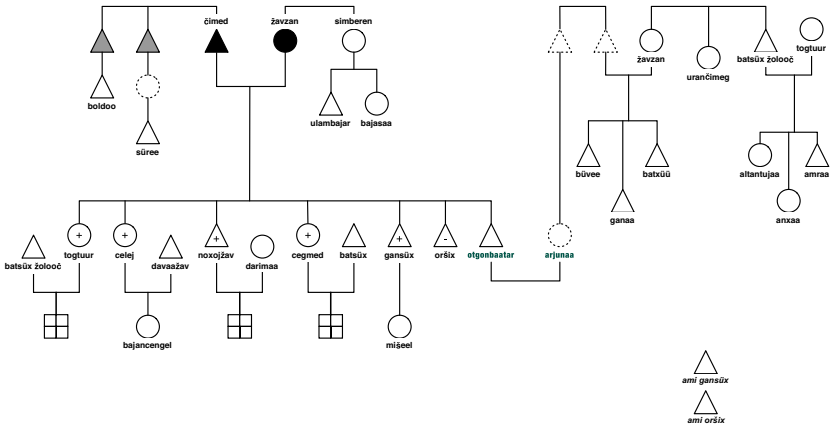 čimed žavzan simberen
togtuur
žavzan batsüx žolooč
urančimeg
boldoo
ulambajar bajasaa
süree
büvee batxüü altantujaa amraa
ganaa anxaa
batsüx žolooč togtuur celej davaažav noxojžav darimaa cegmed batsüx gansüx oršix otgonbaatar arjunaa
bajancengel mišeel
ami gansüx
ami oršix